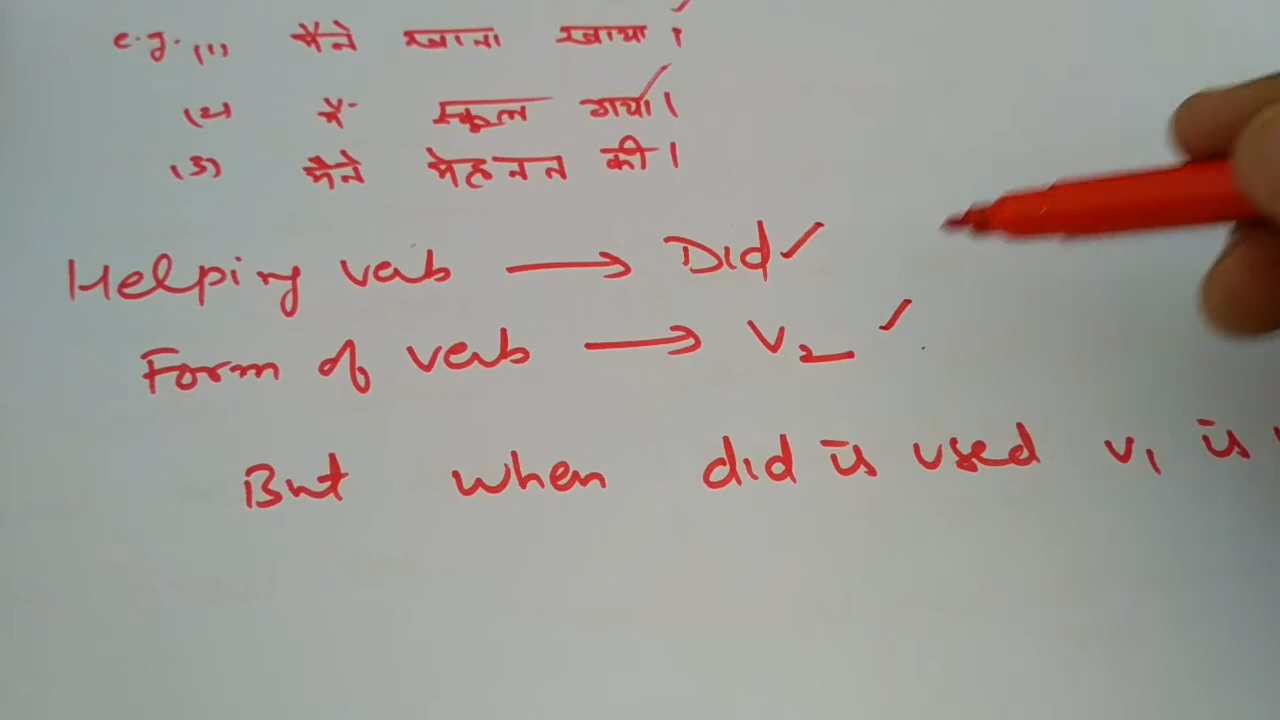 e.g. (1) मैने खाना खाया।
(2) मैं स्कूल गया।
(3) मैने मेहनत की।
Helping verb → Did ✓
Form of verb → V₂ ✓
But when did is used V₁ is